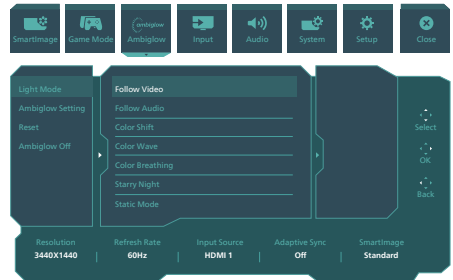 SmartImage
Game Mode
ambiglow
Ambiglow
Input
Audio
System
Setup
Close
Light Mode
Ambiglow Setting
Reset
Ambiglow Off
Follow Video
Follow Audio
Color Shift
Color Wave
Color Breathing
Starry Night
Static Mode
Select
OK
Back
Resolution
3440X1440
Refresh Rate
60Hz
Input Source
HDMI 1
Adaptive Sync
Off
SmartImage
Standard